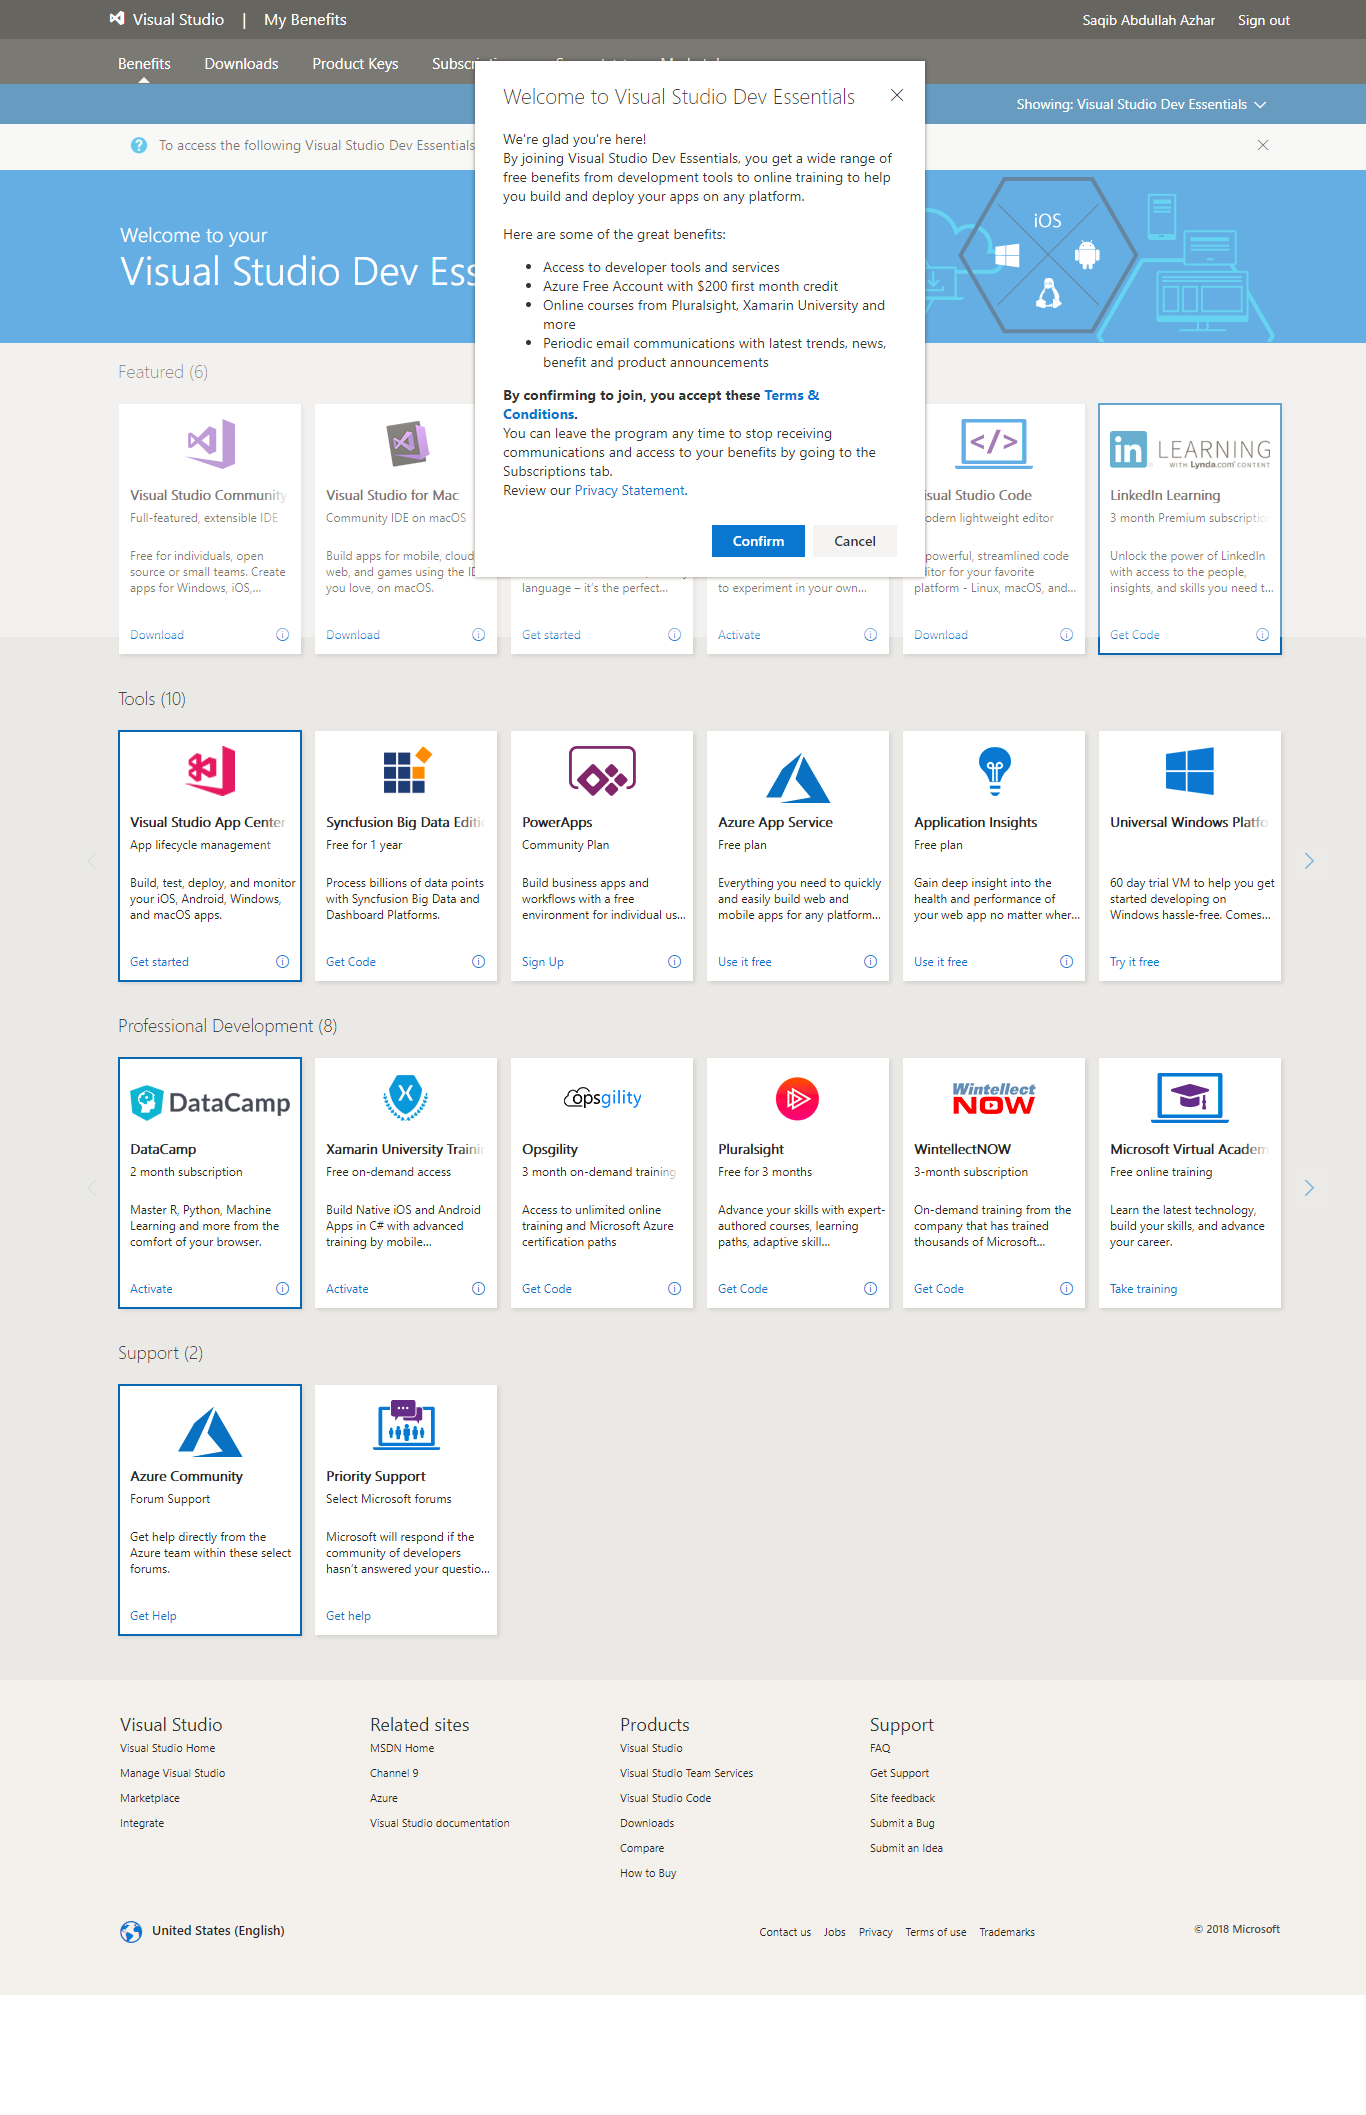 Visual Studio | My Benefits
Saqib Abdullah Azhar Sign out
Benefits Downloads Product Keys
Showing: Visual Studio Dev Essentials
To access the following Visual Studio Dev Essentials
Welcome to your
Visual Studio Dev
iOS
Welcome to Visual Studio Dev Essentials
We're glad you're here!
By joining Visual Studio Dev Essentials, you get a wide range of
free benefits from development tools to online training to help
you build and deploy your apps on any platform.
Here are some of the great benefits:
• Access to developer tools and services
• Azure Free Account with $200 first month credit
• Online courses from Pluralsight, Xamarin University and
more
• Periodic email communications with latest trends, news,
benefit and product announcements
By confirming to join, you accept these Terms &
Conditions.
You can leave the program any time to stop receiving
communications and access to your benefits by going to the
Subscriptions tab.
Review our Privacy Statement.
Confirm Cancel
Featured (6)
Visual Studio Community
Full-featured, extensible IDE
Free for individuals, open
source or small teams. Create
apps for Windows, iOS,...
Download
Visual Studio for Mac
Community IDE on macOS
Build apps for mobile, cloud,
web, and games using the
you love, on macOS.
Download
language – it's the perfect...
Get started
to experiment in your own...
Activate
</>
Studio Code
lightweight editor
powerful, streamlined code
for your favorite
platform - Linux, macOS, and...
Download
in LEARNING
WITH Lynda.com CONTENT
LinkedIn Learning
3 month Premium
Unlock the power of LinkedIn
with access to the people,
insights, and skills you need t...
Get Code
Tools (10)
Visual Studio App Center
App lifecycle management
Build, test, deploy, and monitor
your iOS, Android, Windows,
and macOS apps.
Get started
Syncfusion Big Data
Free for 1 year
Process billions of data points
with Syncfusion Big Data and
Dashboard Platforms.
Get Code
PowerApps
Community Plan
Build business apps and
workflows with a free
environment for individual us...
Sign Up
Azure App Service
Free plan
Everything you need to quickly
and easily build web and
mobile apps for any platform...
Use it free
Application Insights
Free plan
Gain deep insight into the
health and performance of
your web app no matter wher...
Use it free
Universal Windows
60 day trial VM to help you get
started developing on
Windows hassle-free. Comes...
Try it free
Professional Development (8)
DataCamp
DataCamp
2 month subscription
Master R, Python, Machine
Learning and more from the
comfort of your browser.
Activate
X
Xamarin University
Free on-demand access
Build Native iOS and Android
Apps in C# with advanced
training by mobile...
Activate
opsgility
Opsgility
3 month on-demand training
Access to unlimited online
training and Microsoft Azure
certification paths
Get Code
Pluralsight
Free for 3 months
Advance your skills with expert-
authored courses, learning
paths, adaptive skill...
Get Code
Wintellect
NOW
WintellectNOW
3-month subscription
On-demand training from the
company that has trained
thousands of Microsoft...
Get Code
Microsoft Virtual
Free online training
Learn the latest technology,
build your skills, and advance
your career.
Take training
Support (2)
Azure Community
Forum Support
Get help directly from the
Azure team within these select
forums.
Get Help
Priority Support
Select Microsoft forums
Microsoft will respond if the
community of developers
hasn't answered your questio...
Get help
Visual Studio
Visual Studio Home
Manage Visual Studio
Marketplace
Integrate
Related sites
MSDN Home
Channel 9
Azure
Visual Studio documentation
Products
Visual Studio
Visual Studio Team Services
Visual Studio Code
Downloads
Compare
How to Buy
Support
FAQ
Get Support
Site feedback
Submit a Bug
Submit an Idea
United States (English)
Contact us Jobs Privacy Terms of use Trademarks
© 2018 Microsoft